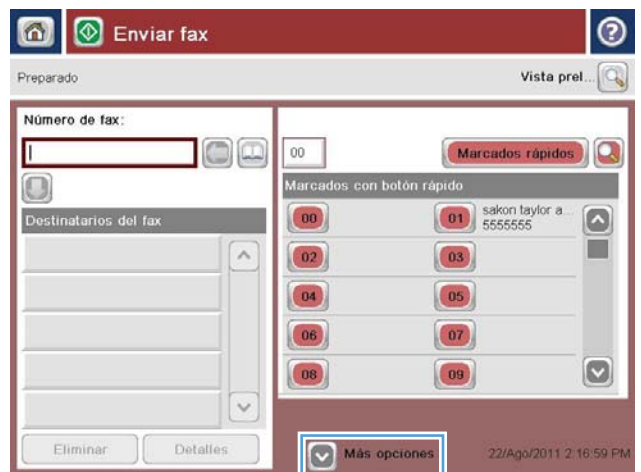 Enviar fax
Preparado
Vista prel...
Número de fax:
00
Marcados rápidos
Marcados con botón rápido
Destinatarios del fax
00
01
sakon taylor a...
5555555
02
03
04
05
06
07
08
09
Eliminar
Detalles
Más opciones
22/Ago/2011 2:16:59 PM